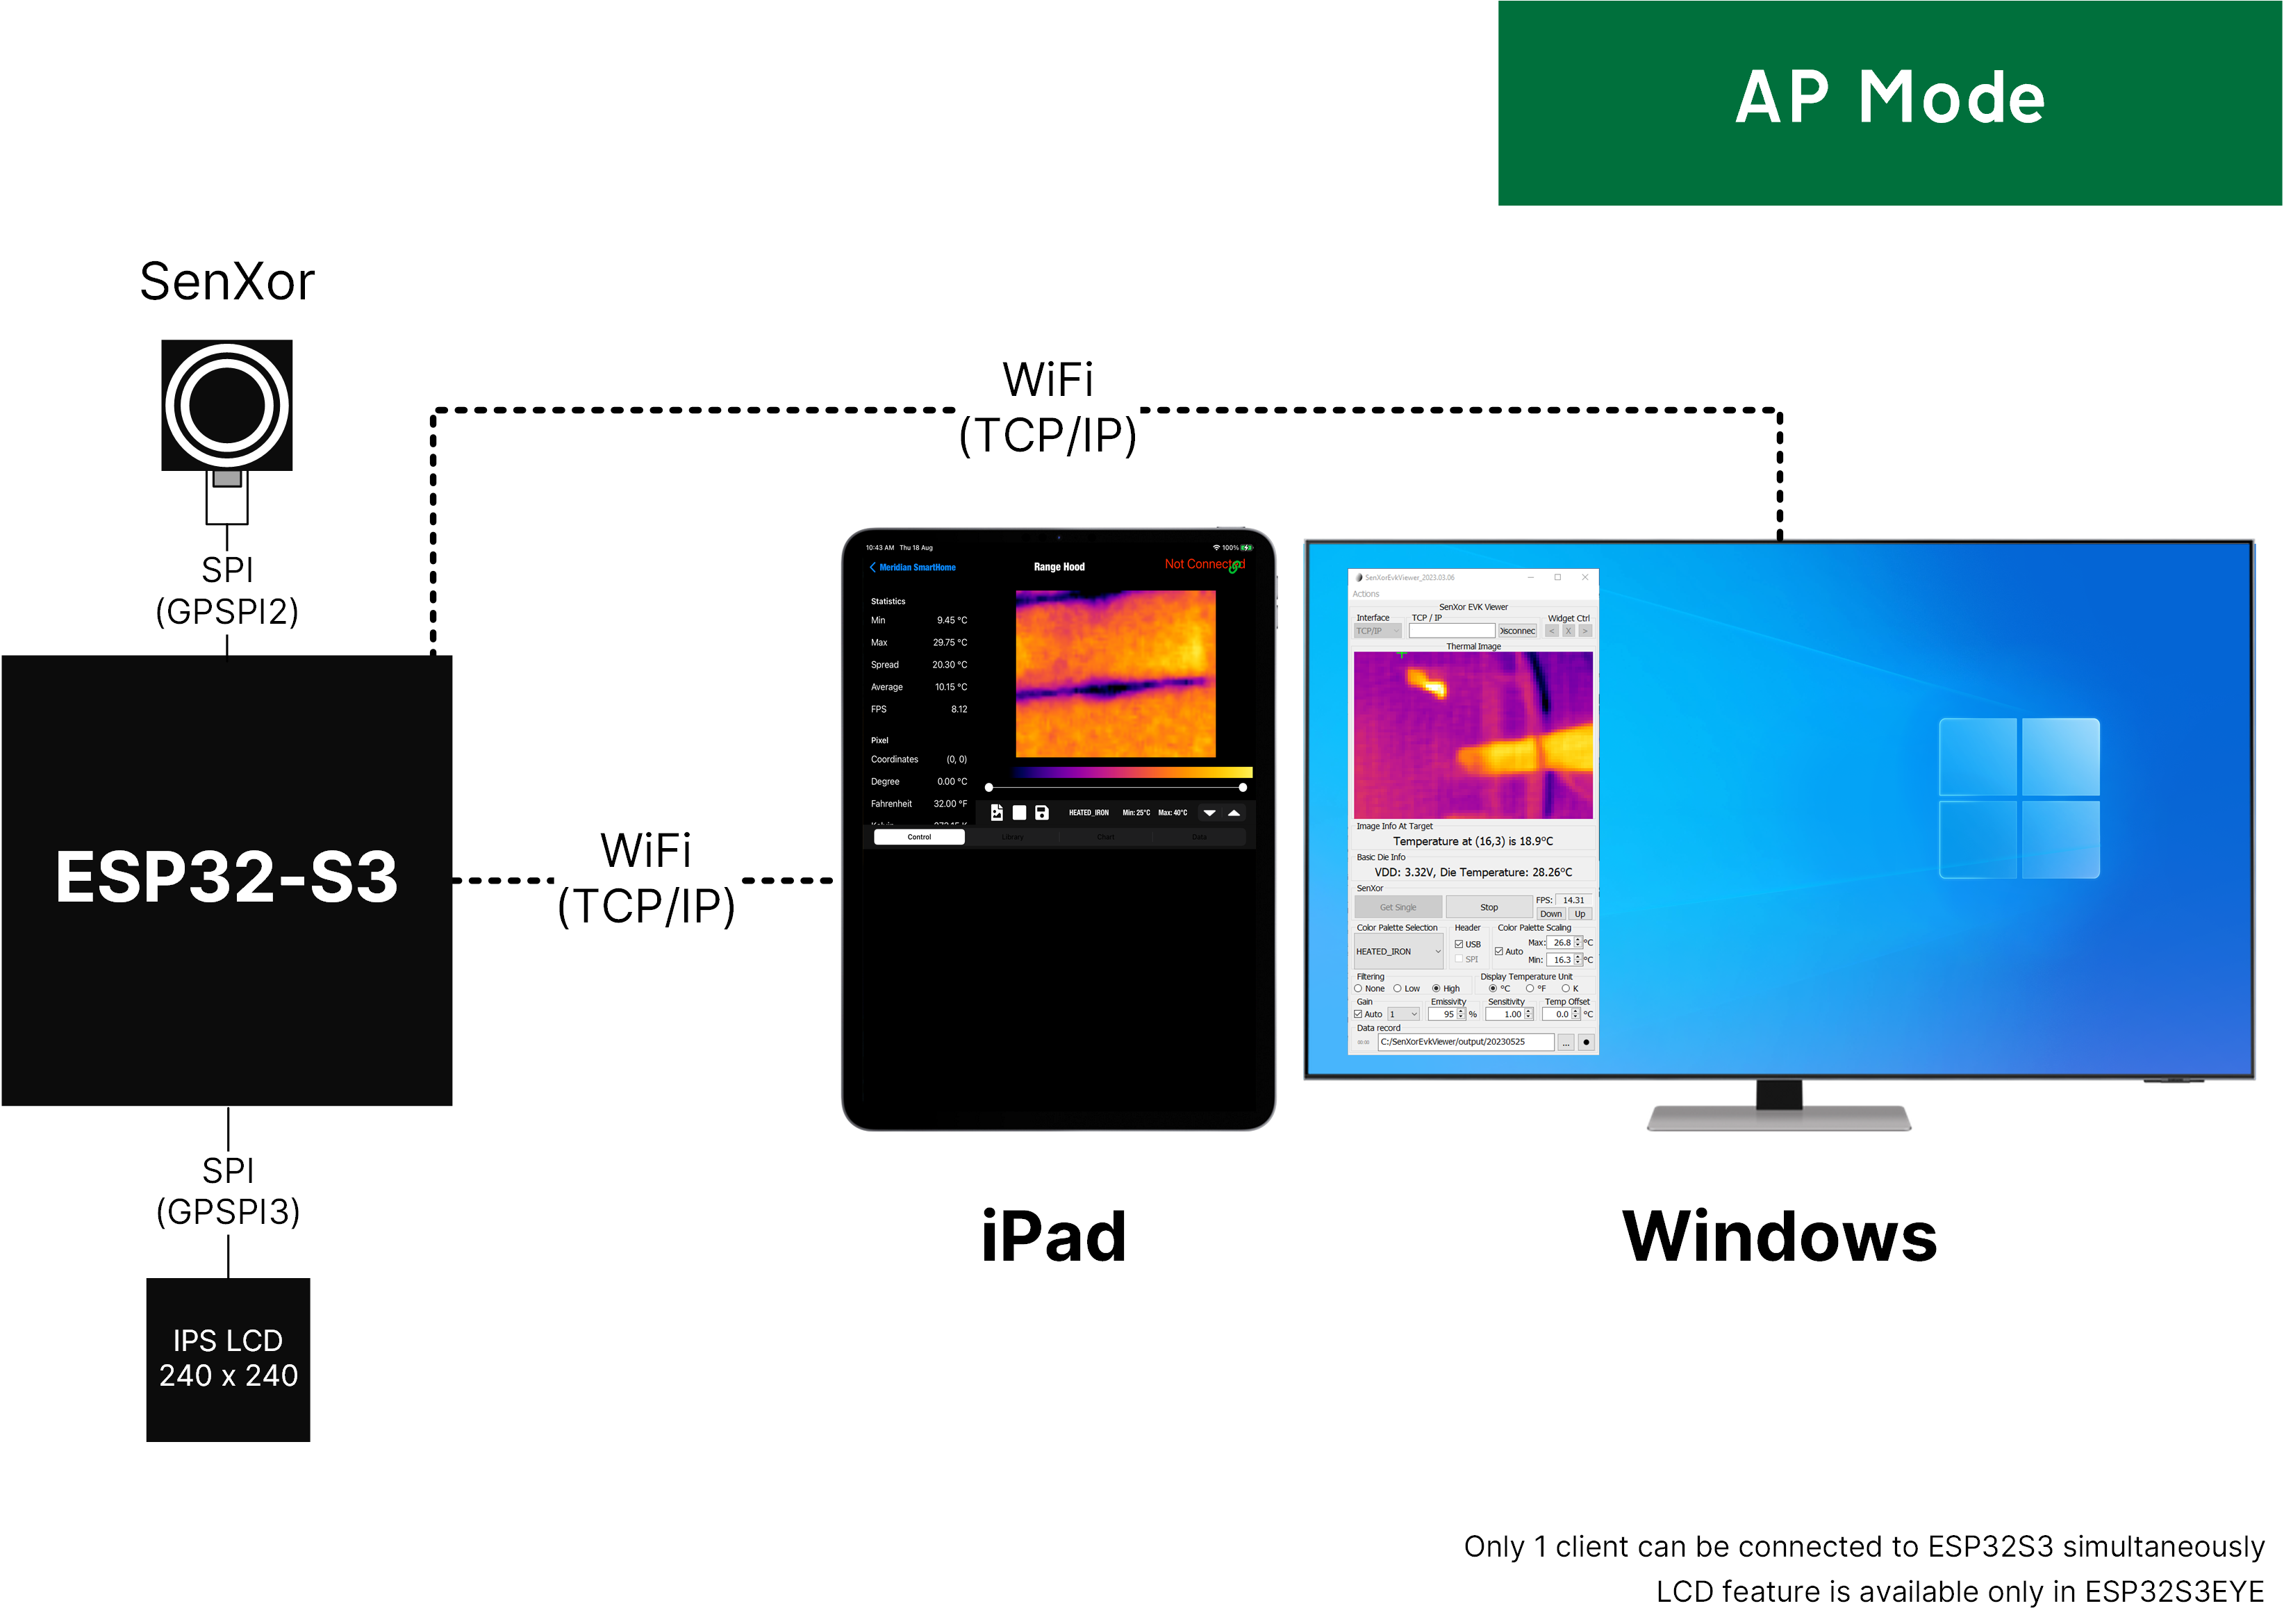 AP Mode
SenXor
WiFi
(TCP/IP)
SPI
(GPSPI2)
ESP32-S3
WiFi
(TCP/IP)
SPI
(GPSPI3)
IPS LCD
240 x 240
10:43 AM Thu 18 Aug
100%
Meridian SmartHome
Range Hood
Not Connected
Statistics
Min 9.45 °C
Max 29.75 °C
Spread 20.30 °C
Average 10.15 °C
FPS 8.12
Pixel
Coordinates (0, 0)
Degree 0.00 °C
Fahrenheit 32.00 °F
HEATED_IRON Min: 25°C Max: 40°C
Control Library Chart Data
iPad
SenXorEvkViewer_2023.03.06
Actions
SenXor EVK Viewer
Interface TCP / IP Widget Ctrl
TCP/IP Disconnec < X >
Thermal Image
Image Info At Target
Temperature at (16,3) is 18.9°C
Basic Die Info
VDD: 3.32V, Die Temperature: 28.26°C
SenXor
Get Single Stop FPS: 14.31
Down Up
Color Palette Selection Header Color Palette Scaling
HEATED_IRON USB Auto Max: 26.8 °C
SPI Min: 16.3 °C
Filtering Display Temperature Unit
None Low High °C °F K
Gain Emissivity Sensitivity Temp Offset
Auto 1 95 % 1.00 0.0 °C
Data record
00:00 C:/SenXorEvkViewer/output/20230525 ...
Windows
Only 1 client can be connected to ESP32S3 simultaneously
LCD feature is available only in ESP32S3EYE